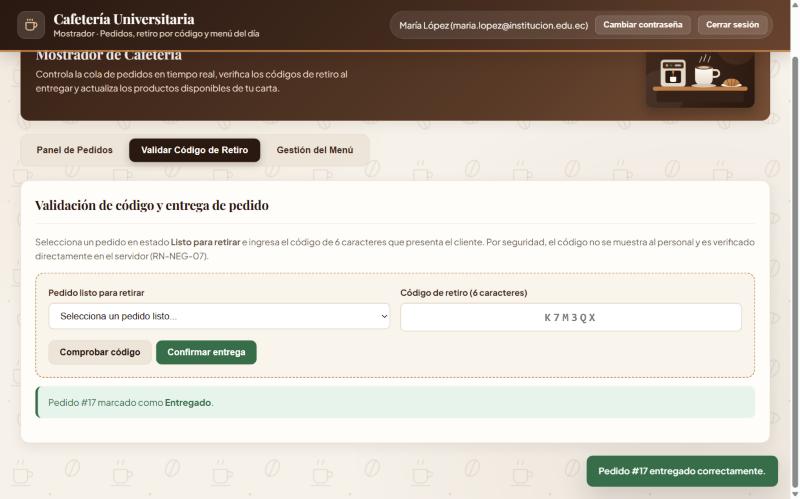 Cafetería Universitaria
Mostrador · Pedidos, retiro por código y menú del día
María López (maria.lopez@institucion.edu.ec)
Cambiar contraseña
Cerrar sesión
Mostrador de Cafetería
Controla la cola de pedidos en tiempo real, verifica los códigos de retiro al
entregar y actualiza los productos disponibles de tu carta.
Panel de Pedidos
Validar Código de Retiro
Gestión del Menú
Validación de código y entrega de pedido
Selecciona un pedido en estado Listo para retirar e ingresa el código de 6 caracteres que presenta el cliente. Por seguridad, el código no se muestra al personal y es verificado
directamente en el servidor (RN-NEG-07).
Pedido listo para retirar
Código de retiro (6 caracteres)
Selecciona un pedido listo...
K7M3QX
Comprobar código
Confirmar entrega
Pedido #17 marcado como Entregado.
Pedido #17 entregado correctamente.